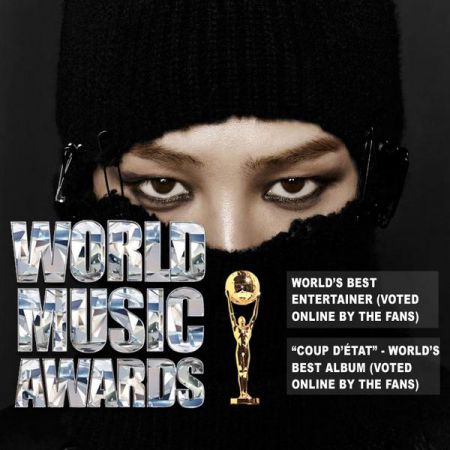 WORLD
MUSIC
AWARDS
WORLD'S BEST
ENTERTAINER (VOTED
ONLINE BY THE FANS)
“COUP D'ÉTAT” - WORLD'S
BEST ALBUM (VOTED
ONLINE BY THE FANS)